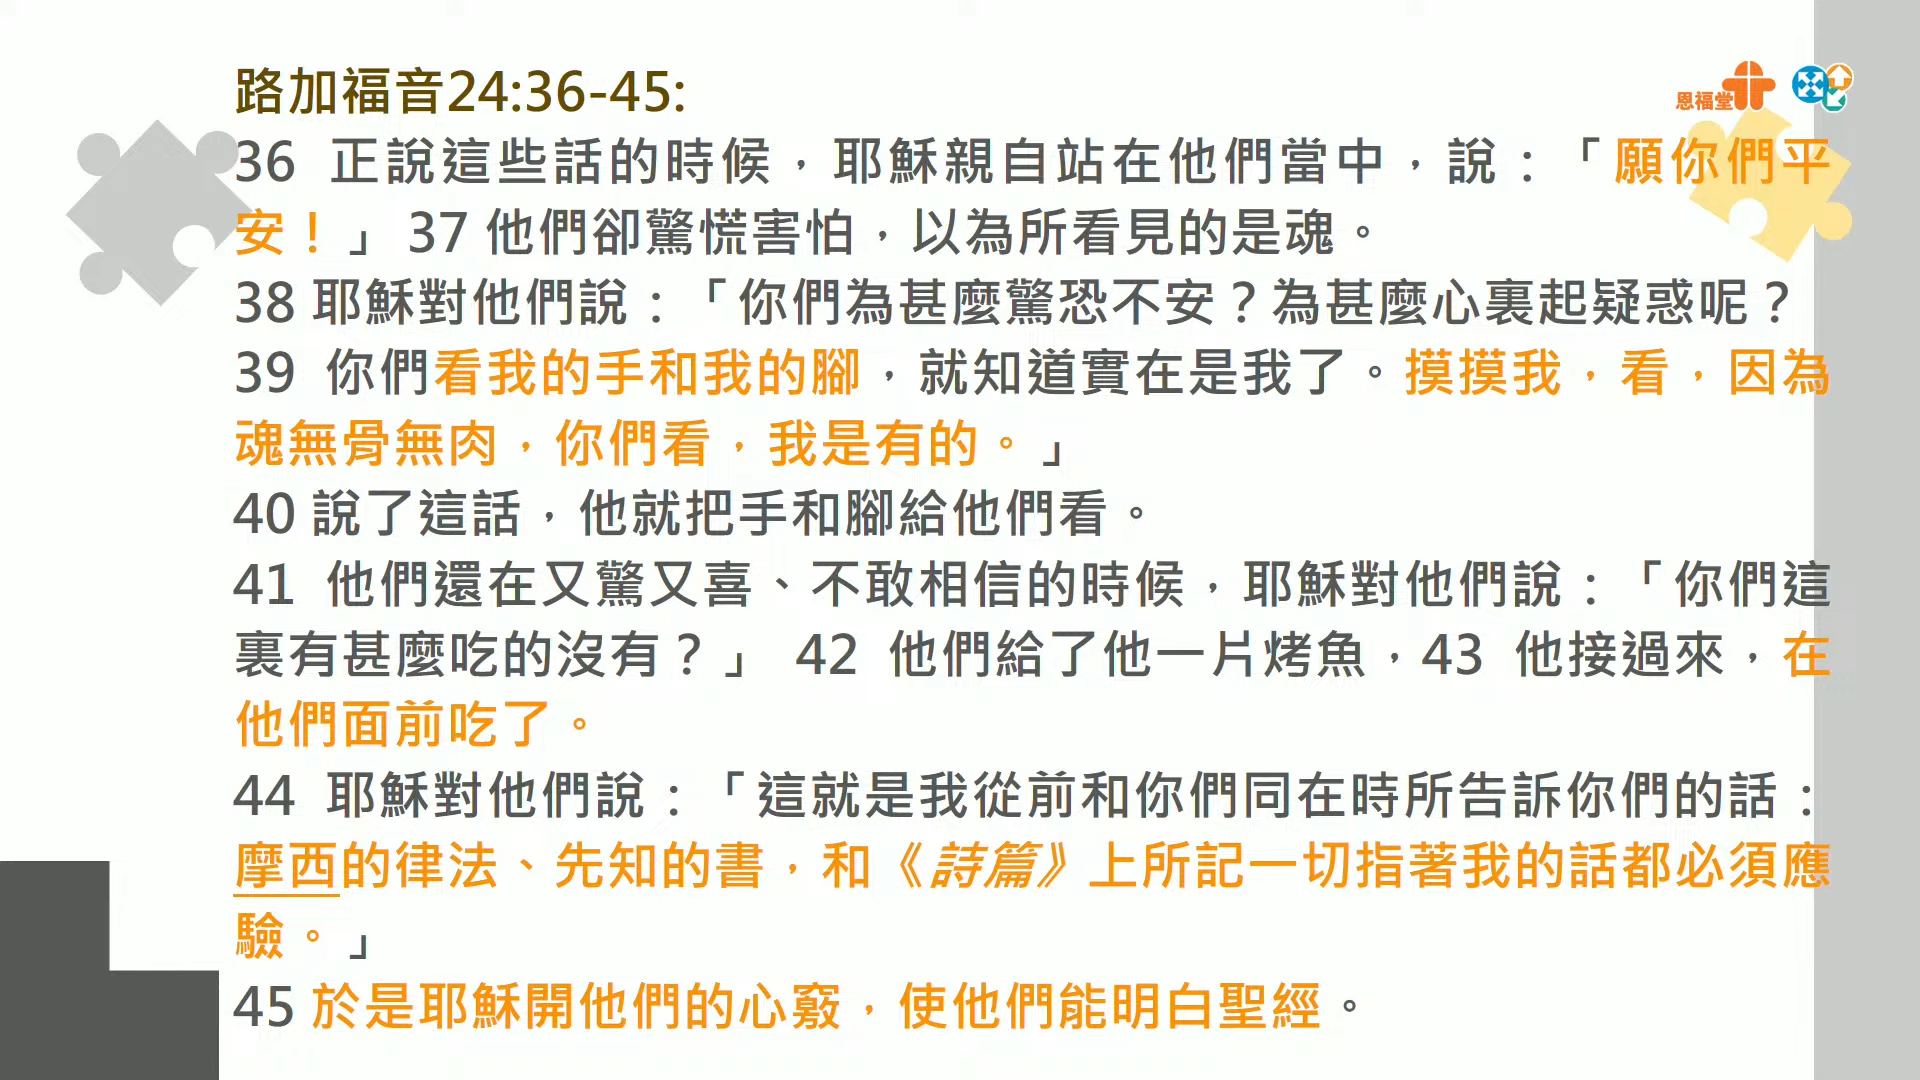 路加福音24:36-45:
恩福堂
36 正說這些話的時候，耶穌親自站在他們當中，說：「願你們平
安！」 37 他們卻驚慌害怕，以為所看見的是魂。
38 耶穌對他們說：「你們為甚麼驚恐不安？為甚麼心裏起疑惑呢？
39 你們看我的手和我的腳，就知道實在是我了。摸摸我，看，因為
魂無骨無肉，你們看，我是有的。」
40 說了這話，他就把手和腳給他們看。
41 他們還在又驚又喜、不敢相信的時候，耶穌對他們說：「你們這
裏有甚麼吃的沒有？」 42 他們給了他一片烤魚，43 他接過來，在
他們面前吃了。
44 耶穌對他們說：「這就是我從前和你們同在時所告訴你們的話：
摩西的律法、先知的書，和《詩篇》上所記一切指著我的話都必須應
驗。」
45 於是耶穌開他們的心竅，使他們能明白聖經。